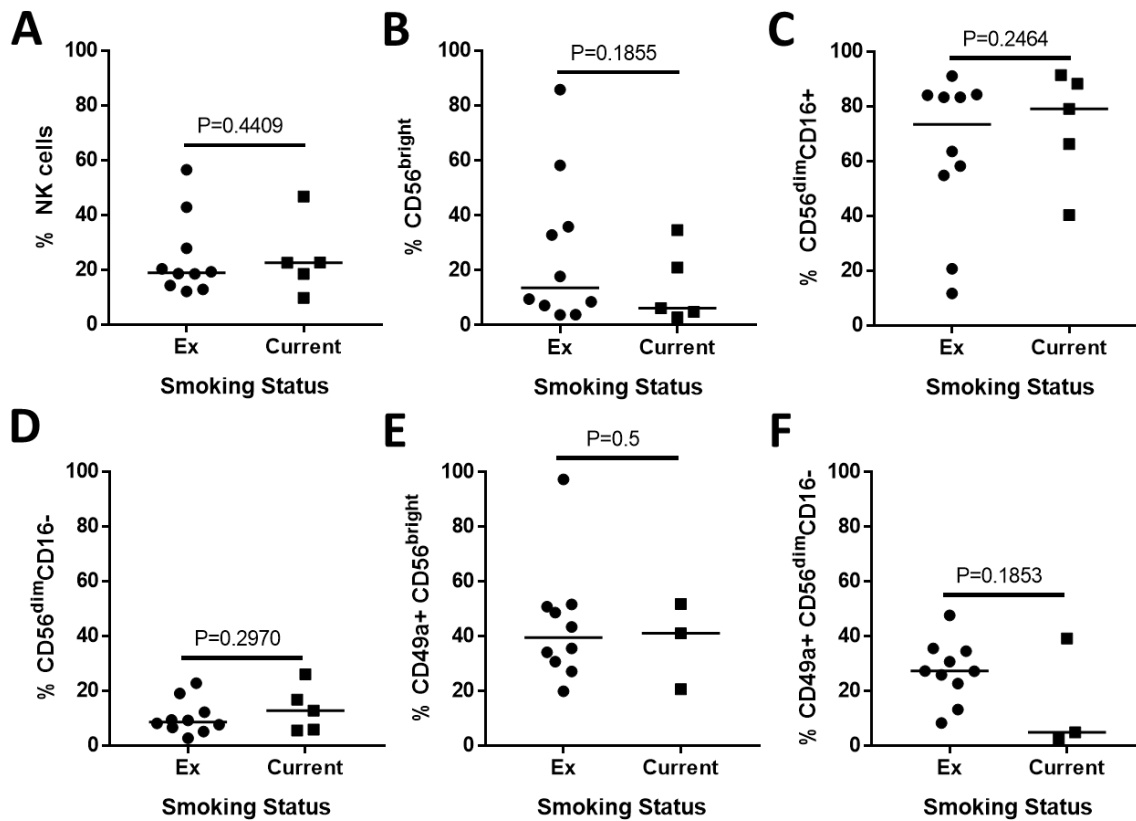 A
% NK cells
100
80
60
40
20
0
P=0.4409
Ex Current
Smoking Status
B
% CD56bright
100
80
60
40
20
0
P=0.1855
Ex Current
Smoking Status
C
% CD56dimCD16+
100
80
60
40
20
0
P=0.2464
Ex Current
Smoking Status
D
% CD56dimCD16-
100
80
60
40
20
0
P=0.2970
Ex Current
Smoking Status
E
% CD49a+ CD56bright
100
80
60
40
20
0
P=0.5
Ex Current
Smoking Status
F
% CD49a+ CD56dimCD16-
100
80
60
40
20
0
P=0.1853
Ex Current
Smoking Status